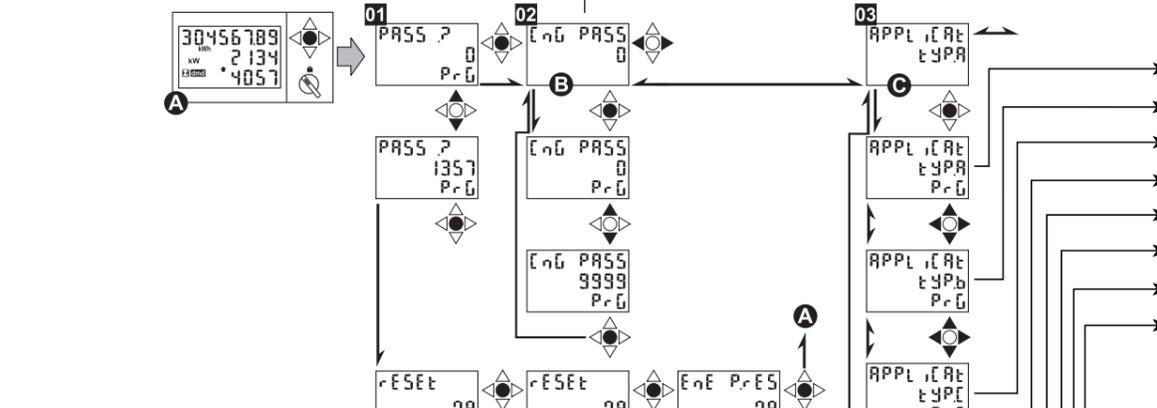 01
02
03
304567.89
kWh
kW 2134
dmd 4057
A
PASS .?
0
PrG
CnG PASS
0
B
APPLiCAt
tYP.A
C
PASS .?
1357
PrG
CnG PASS
0
PrG
APPLiCAt
tYP.A
PrG
CnG PASS
9999
PrG
APPLiCAt
tYP.b
PrG
A
rESEt
rESEt
EnE P.rES
APPLiCAt
tYP.C